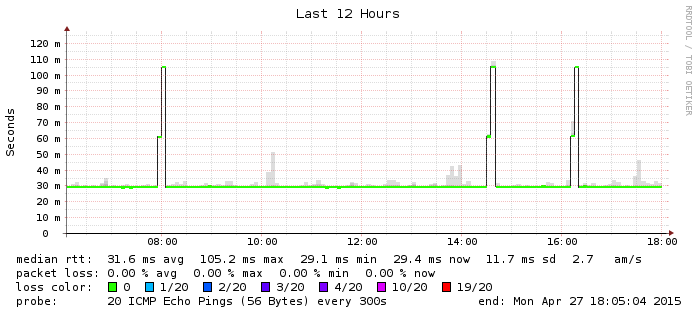 Last 12 Hours
RRDTOOL / TOBI OETIKER
Seconds
120 m
110 m
100 m
90 m
80 m
70 m
60 m
50 m
40 m
30 m
20 m
10 m
0
08:00 10:00 12:00 14:00 16:00 18:00
median rtt: 31.6 ms avg 105.2 ms max 29.1 ms min 29.4 ms now 11.7 ms sd 2.7 am/s
packet loss: 0.00 % avg 0.00 % max 0.00 % min 0.00 % now
loss color: 0 1/20 2/20 3/20 4/20 10/20 19/20
probe: 20 ICMP Echo Pings (56 Bytes) every 300s end: Mon Apr 27 18:05:04 2015